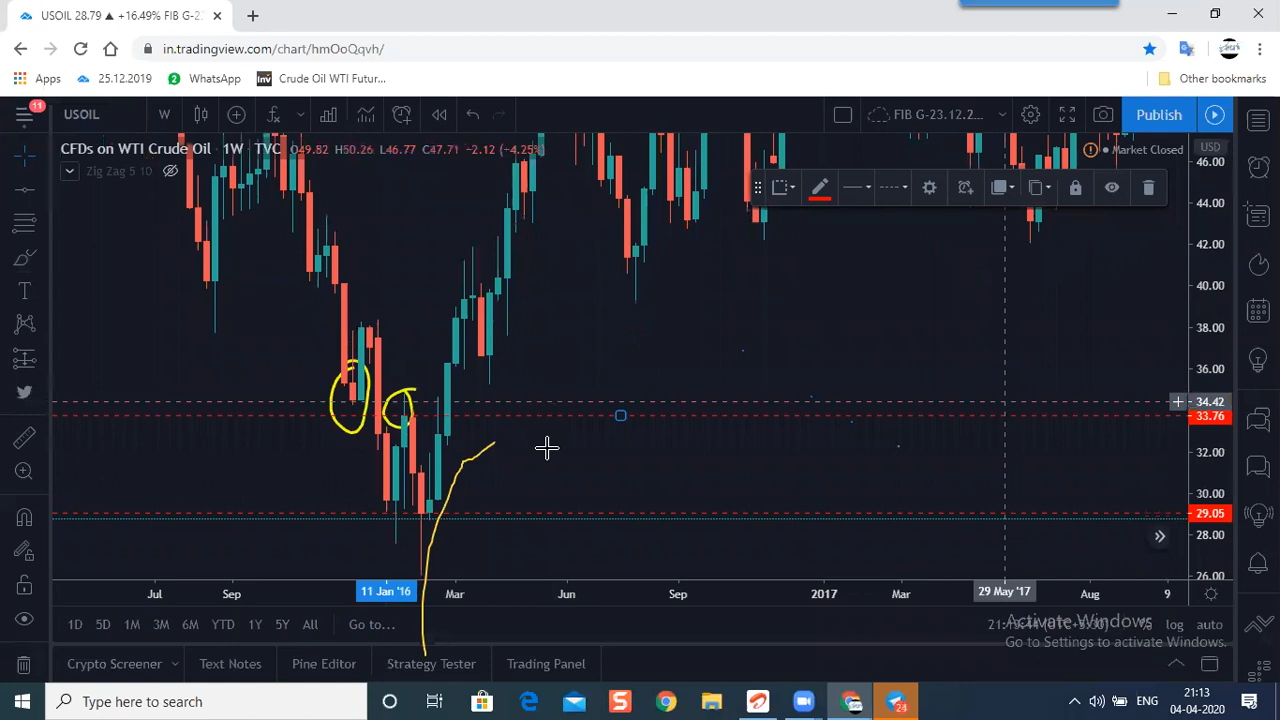 USOIL 28.79 ▲ +16.49% FIB G-23
in.tradingview.com/chart/hmOoQqvh/
Apps 25.12.2019 2 WhatsApp Inv Crude Oil WTI Futur... Other bookmarks
11 USOIL W FIB G-23.12.2 Publish
CFDs on WTI Crude Oil · 1W · TVC O49.82 H50.26 L46.77 C47.71 -2.12 (-4.25%) Market Closed USD
Zig Zag 5 10
46.00
44.00
42.00
40.00
38.00
36.00
34.42
33.76
32.00
30.00
29.05
28.00
26.00
Jul Sep 11 Jan '16 Mar Jun Sep 2017 Mar 29 May '17 Aug 9
1D 5D 1M 3M 6M YTD 1Y 5Y All Go to... % log auto
Activate Windows
Go to Settings to activate Windows.
Crypto Screener Text Notes Pine Editor Strategy Tester Trading Panel
Type here to search 24 ENG 21:13
04-04-2020